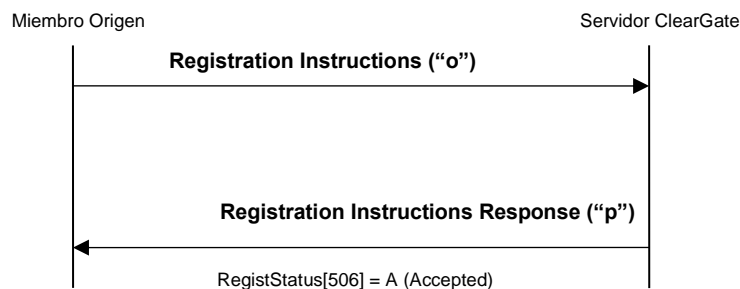 Miembro Origen
Servidor ClearGate
Registration Instructions (“o”)
Registration Instructions Response (“p”)
RegistStatus[506] = A (Accepted)